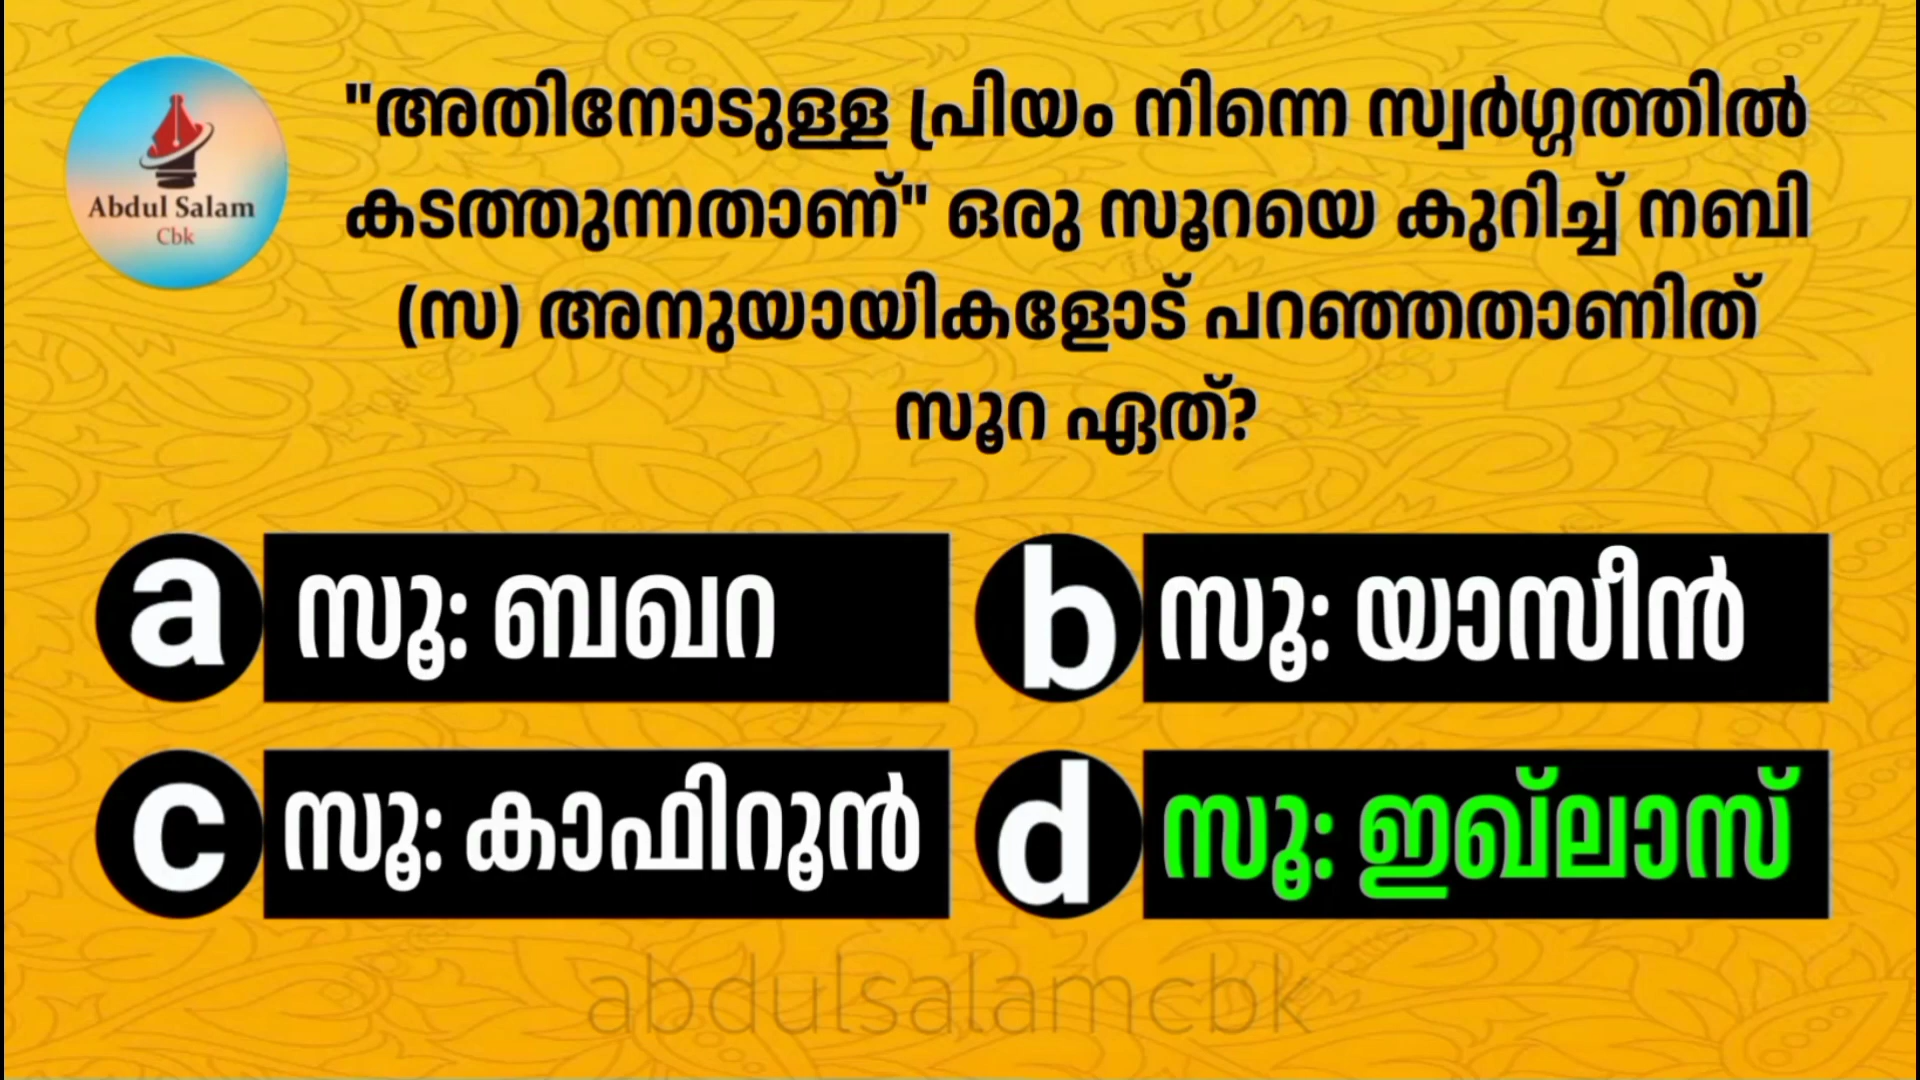 Abdul Salam
Cbk
"അതിനോടുള്ള പ്രിയം നിന്നെ സ്വർഗ്ഗത്തിൽ
കടത്തുന്നതാണ്" ഒരു സൂറയെ കുറിച്ച് നബി
(സ) അനുയായികളോട് പറഞ്ഞതാണിത്
സൂറ ഏത്?
a സൂ: ബഖറ
b സൂ: യാസീൻ
c സൂ: കാഫിറൂൻ
d സൂ: ഇഖ്ലാസ്
abdulsalamcbk